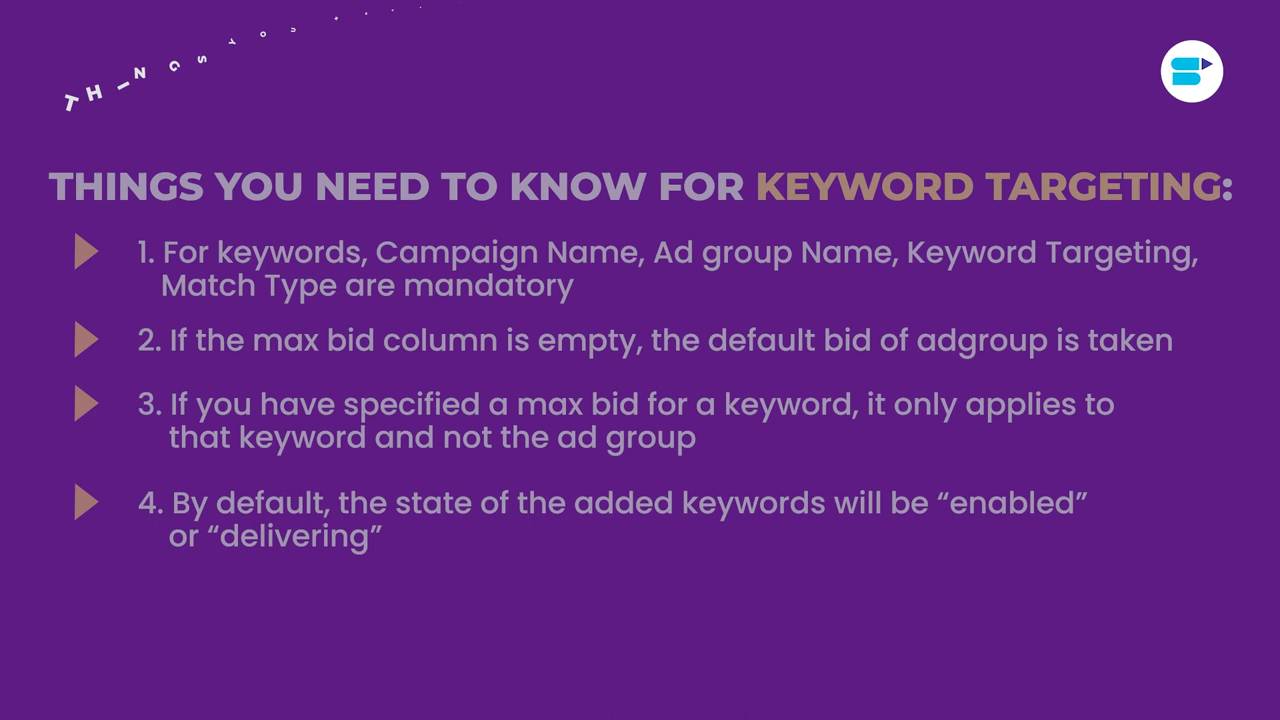 THINGS YOU
THINGS YOU NEED TO KNOW FOR KEYWORD TARGETING:
1. For keywords, Campaign Name, Ad group Name, Keyword Targeting,
Match Type are mandatory
2. If the max bid column is empty, the default bid of adgroup is taken
3. If you have specified a max bid for a keyword, it only applies to
that keyword and not the ad group
4. By default, the state of the added keywords will be “enabled”
or “delivering”